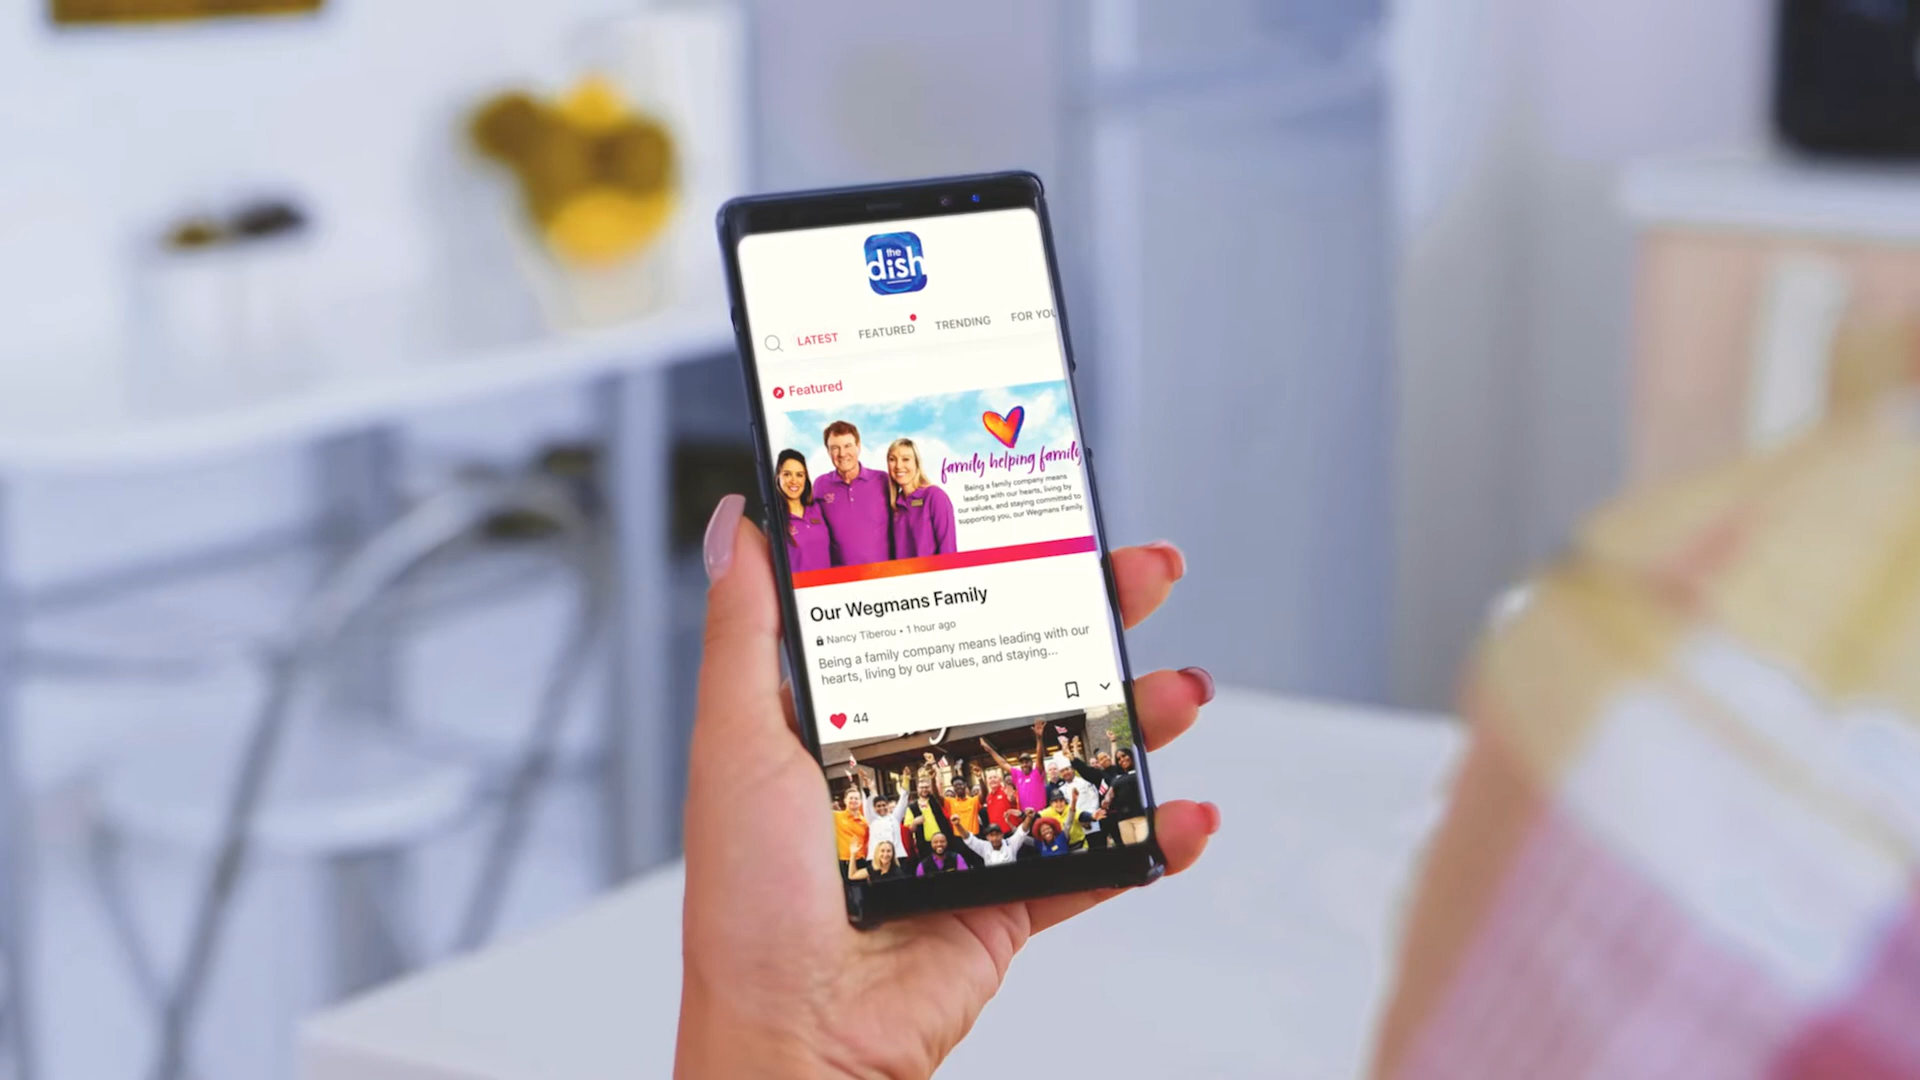 the
dish
LATEST FEATURED TRENDING FOR YOU
Featured
family helping family
Being a family company means
leading with our hearts, living by
our values, and staying committed to
supporting you, our Wegmans Family
Our Wegmans Family
Nancy Tiberou • 1 hour ago
Being a family company means leading with our
hearts, living by our values, and staying...
44